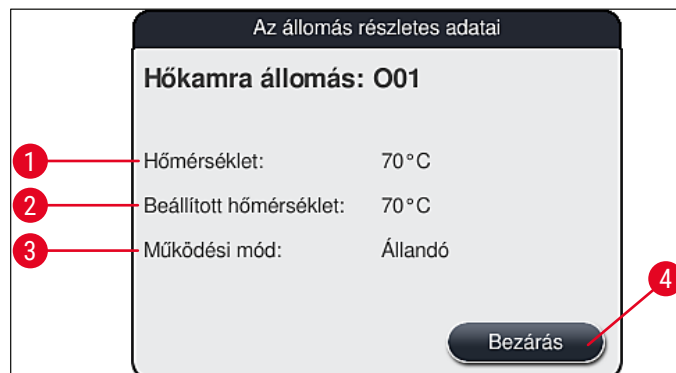 Az állomás részletes adatai
Hőkamra állomás: O01
1 Hőmérséklet: 70°C
2 Beállított hőmérséklet: 70°C
3 Működési mód: Állandó
4
Bezárás